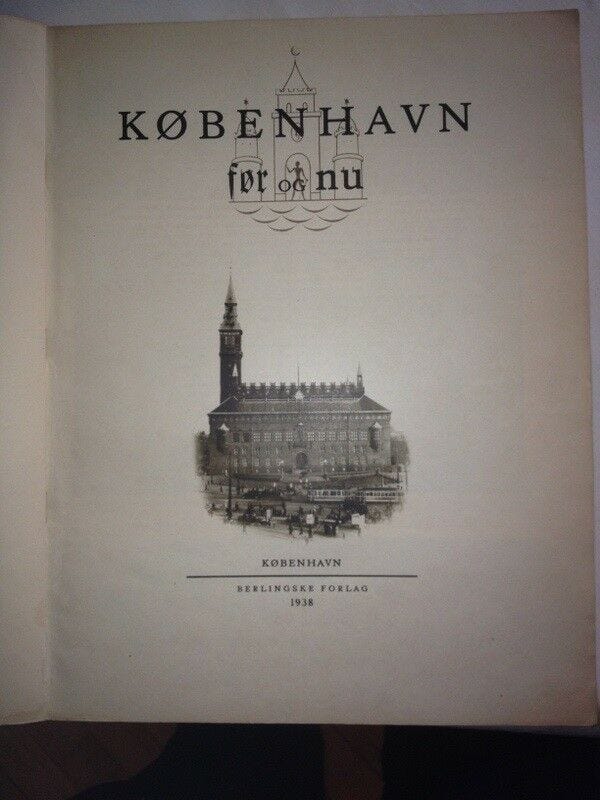 KØBENHAVN
før OG nu
KØBENHAVN
BERLINGSKE FORLAG
1938